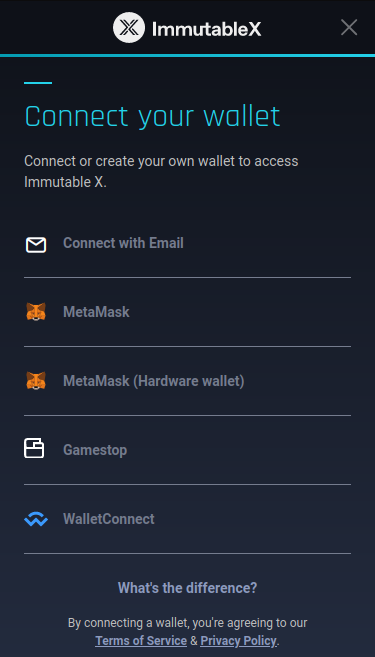 ImmutableX
Connect your wallet
Connect or create your own wallet to access
Immutable X.
Connect with Email
MetaMask
MetaMask (Hardware wallet)
Gamestop
WalletConnect
What's the difference?
By connecting a wallet, you're agreeing to our
Terms of Service & Privacy Policy.